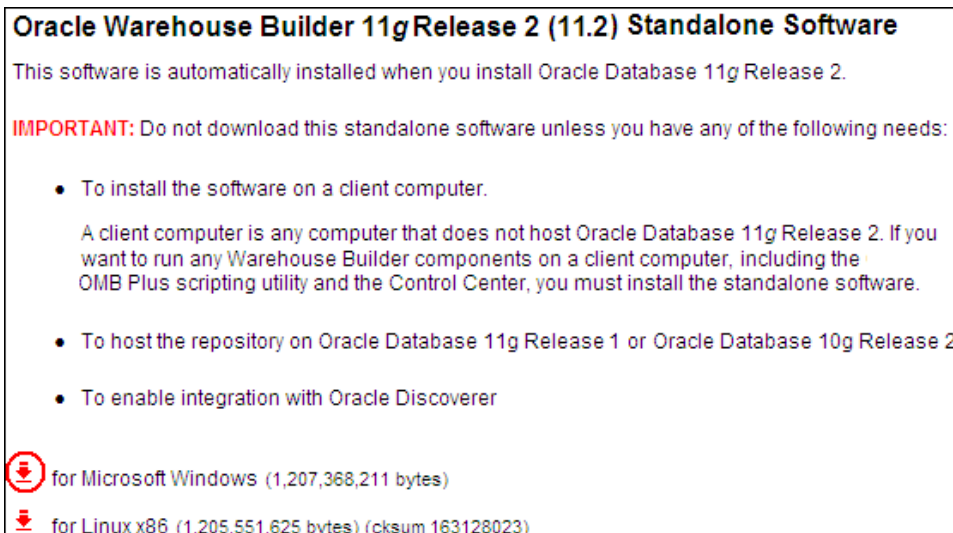 Oracle Warehouse Builder 11g Release 2 (11.2) Standalone Software
This software is automatically installed when you install Oracle Database 11g Release 2.
IMPORTANT: Do not download this standalone software unless you have any of the following needs:
• To install the software on a client computer.
A client computer is any computer that does not host Oracle Database 11g Release 2. If you
want to run any Warehouse Builder components on a client computer, including the
OMB Plus scripting utility and the Control Center, you must install the standalone software.
• To host the repository on Oracle Database 11g Release 1 or Oracle Database 10g Release 2
• To enable integration with Oracle Discoverer
for Microsoft Windows (1,207,368,211 bytes)
for Linux x86 (1,205,551,625 bytes) (cksum 163128023)